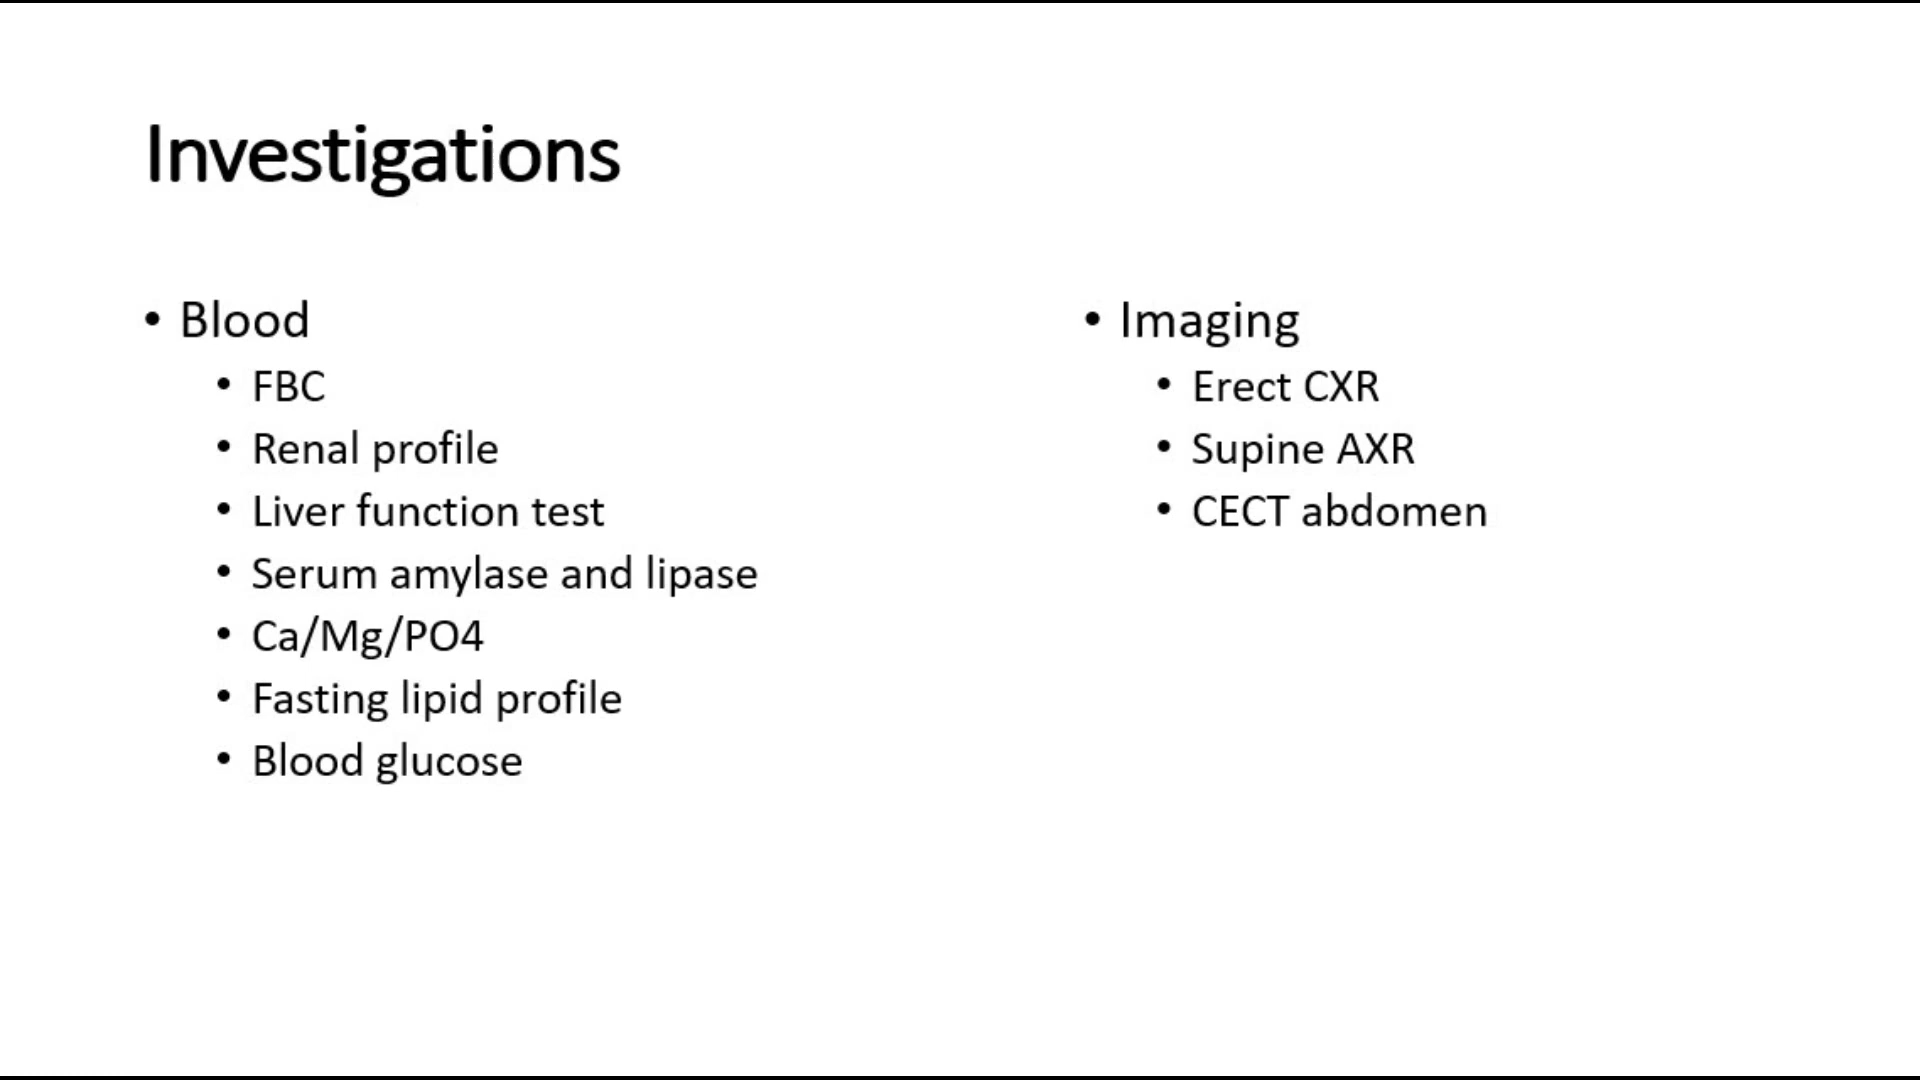 Investigations
• Blood
• FBC
• Renal profile
• Liver function test
• Serum amylase and lipase
• Ca/Mg/PO4
• Fasting lipid profile
• Blood glucose
• Imaging
• Erect CXR
• Supine AXR
• CECT abdomen